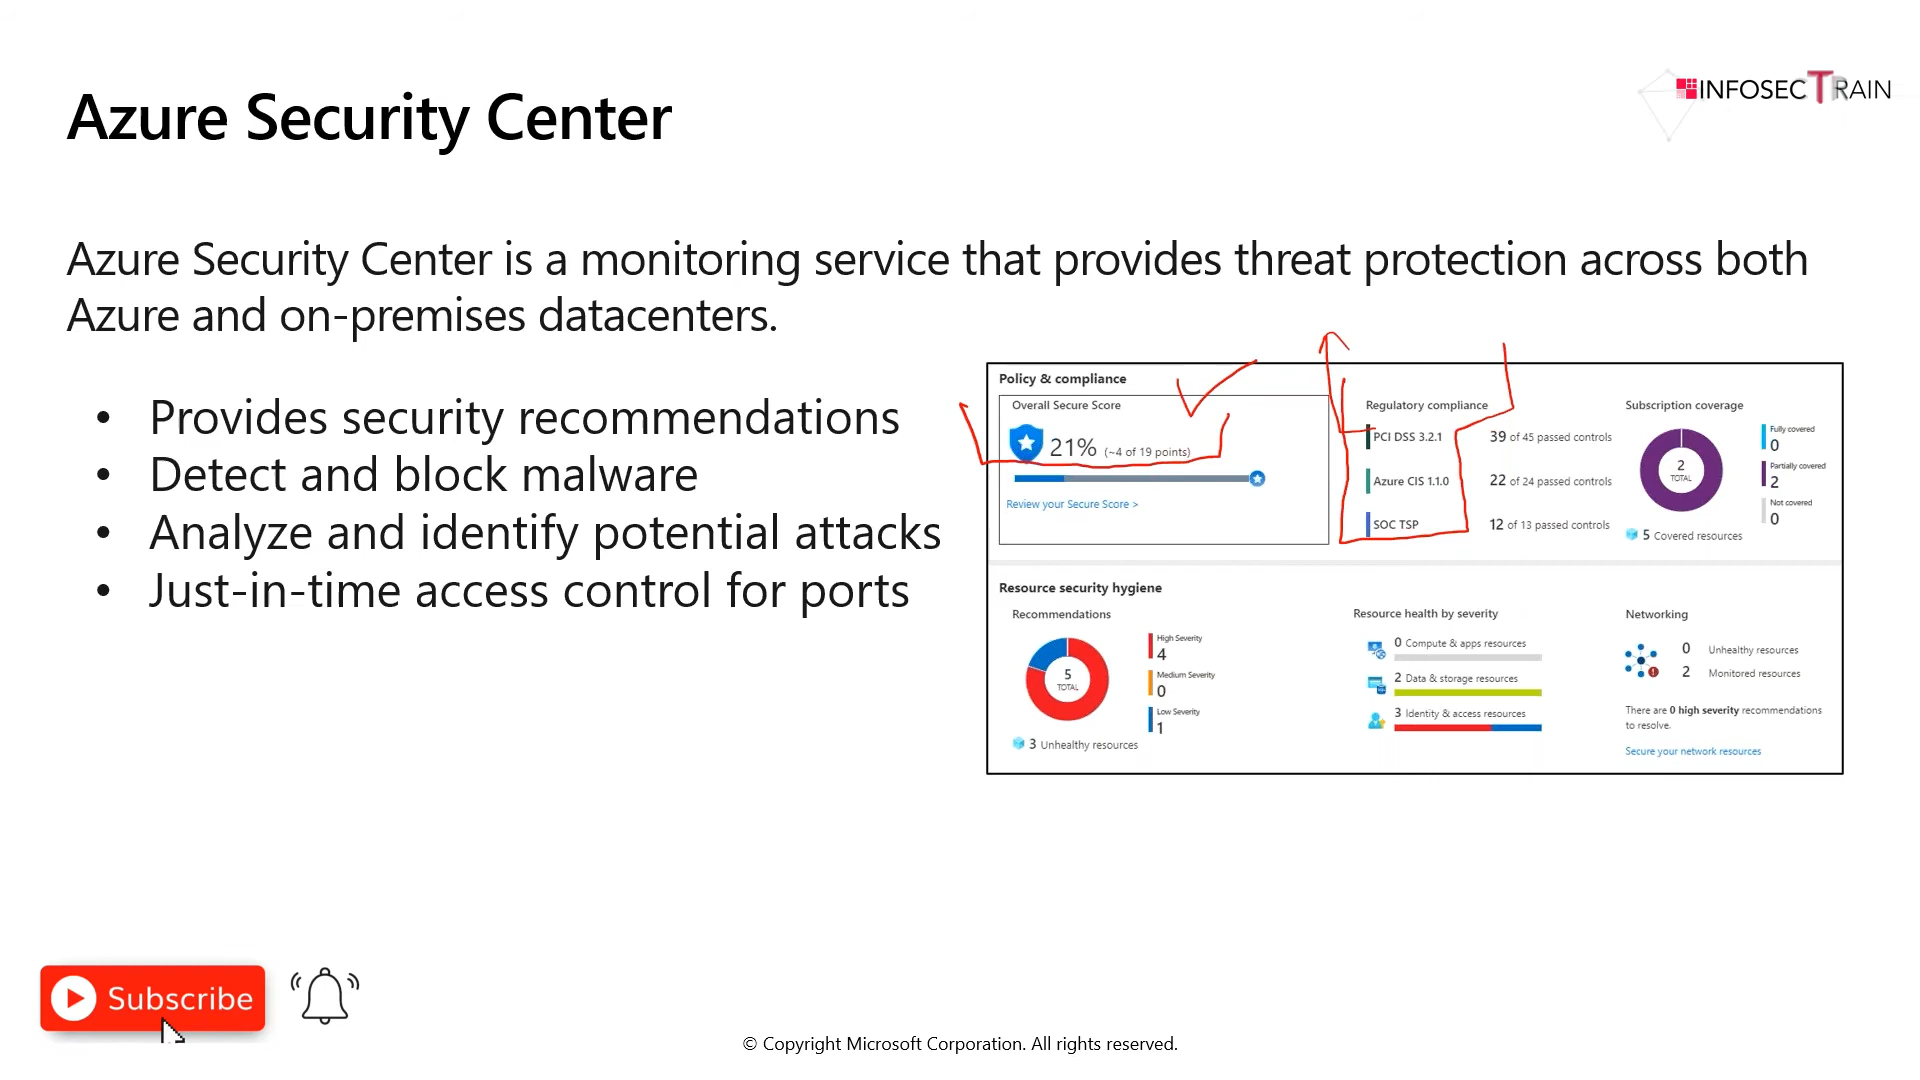 Azure Security Center
INFOSECTRAIN
Azure Security Center is a monitoring service that provides threat protection across both
Azure and on-premises datacenters.
• Provides security recommendations
• Detect and block malware
• Analyze and identify potential attacks
• Just-in-time access control for ports
Policy & compliance
Overall Secure Score
21% (~4 of 19 points)
Review your Secure Score >
Regulatory compliance
PCI DSS 3.2.1 39 of 45 passed controls
Azure CIS 1.1.0 22 of 24 passed controls
SOC TSP 12 of 13 passed controls
Subscription coverage
2
TOTAL
Fully covered
0
Partially covered
2
Not covered
0
5 Covered resources
Resource security hygiene
Recommendations
5
TOTAL
High Severity
4
Medium Severity
0
Low Severity
1
3 Unhealthy resources
Resource health by severity
0 Compute & apps resources
2 Data & storage resources
3 Identity & access resources
Networking
0 Unhealthy resources
2 Monitored resources
There are 0 high severity recommendations
to resolve.
Secure your network resources
Subscribe
© Copyright Microsoft Corporation. All rights reserved.